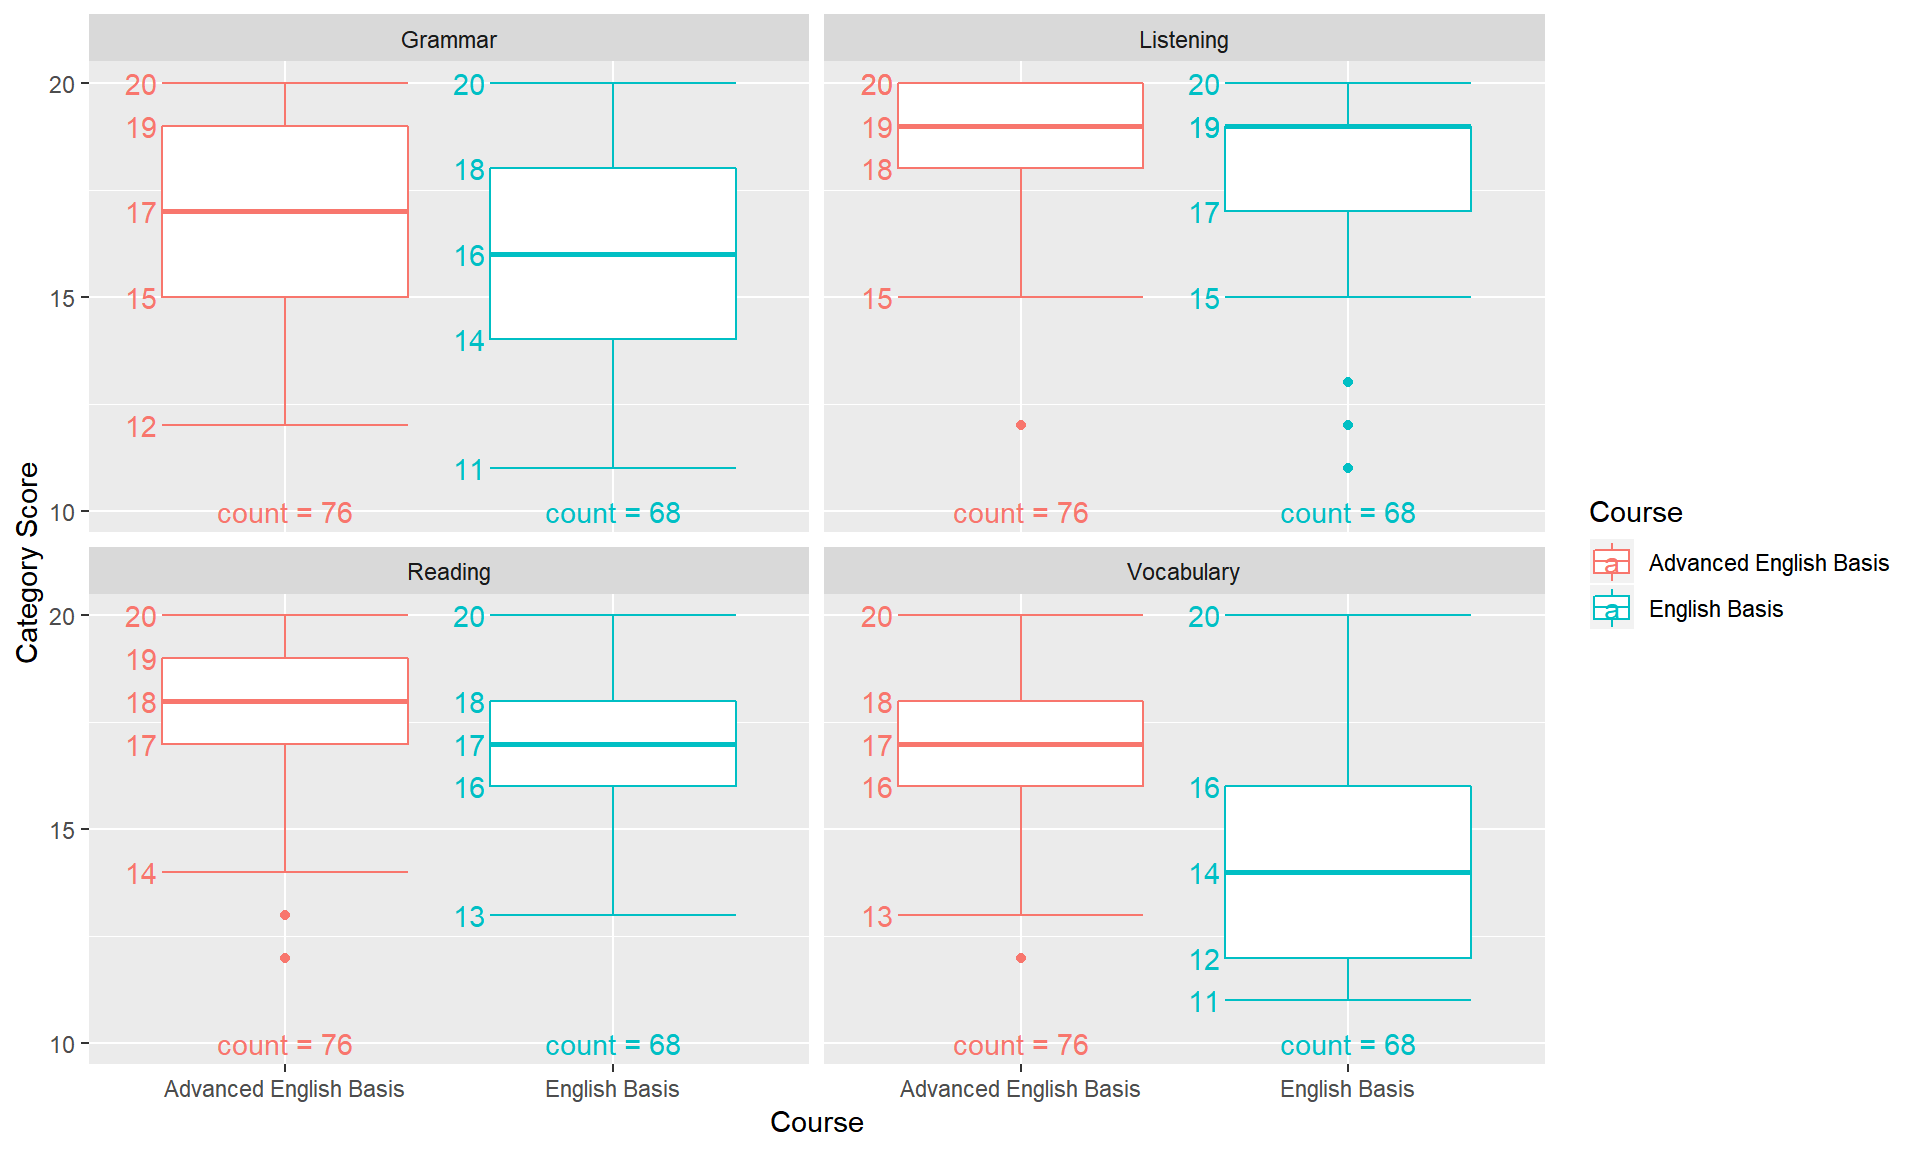 Grammar
Listening
20
15
10
20
19
17
15
12
count = 76
20
18
16
14
11
count = 68
20
19
18
15
count = 76
20
19
17
15
count = 68
Category Score
Reading
Vocabulary
20
15
10
20
19
18
17
14
count = 76
20
18
17
16
13
count = 68
20
18
17
16
13
count = 76
20
16
14
12
11
count = 68
Advanced English Basis
English Basis
Advanced English Basis
English Basis
Course
Course
a Advanced English Basis
a English Basis